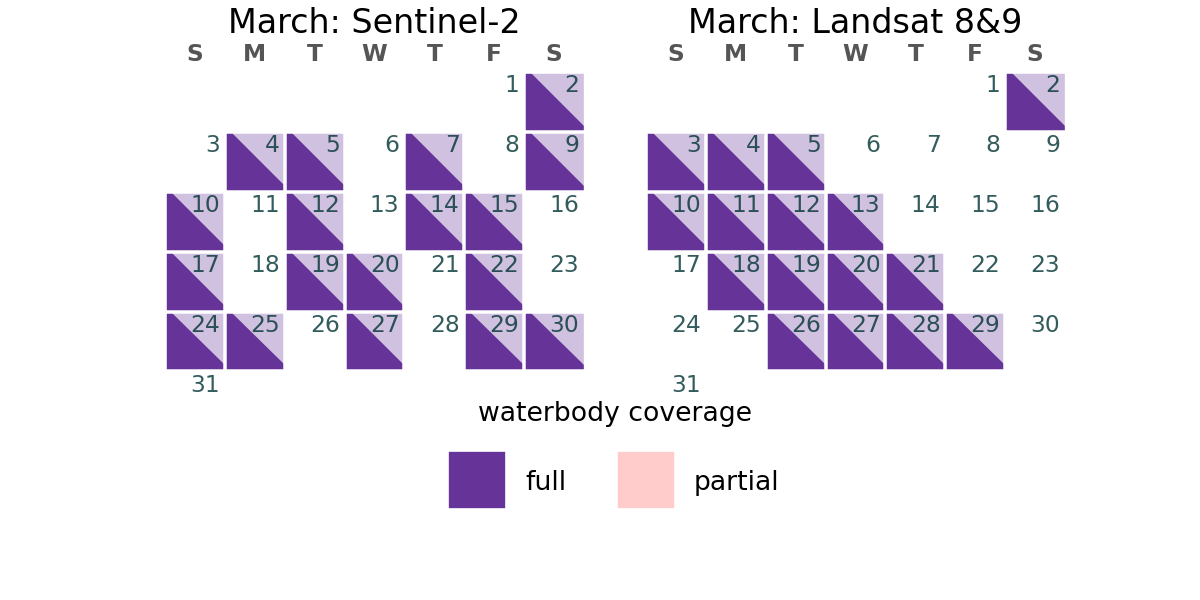 March: Sentinel-2
S M T W T F S
1 2
3 4 5 6 7 8 9
10 11 12 13 14 15 16
17 18 19 20 21 22 23
24 25 26 27 28 29 30
31
March: Landsat 8&9
S M T W T F S
1 2
3 4 5 6 7 8 9
10 11 12 13 14 15 16
17 18 19 20 21 22 23
24 25 26 27 28 29 30
31
waterbody coverage
full partial